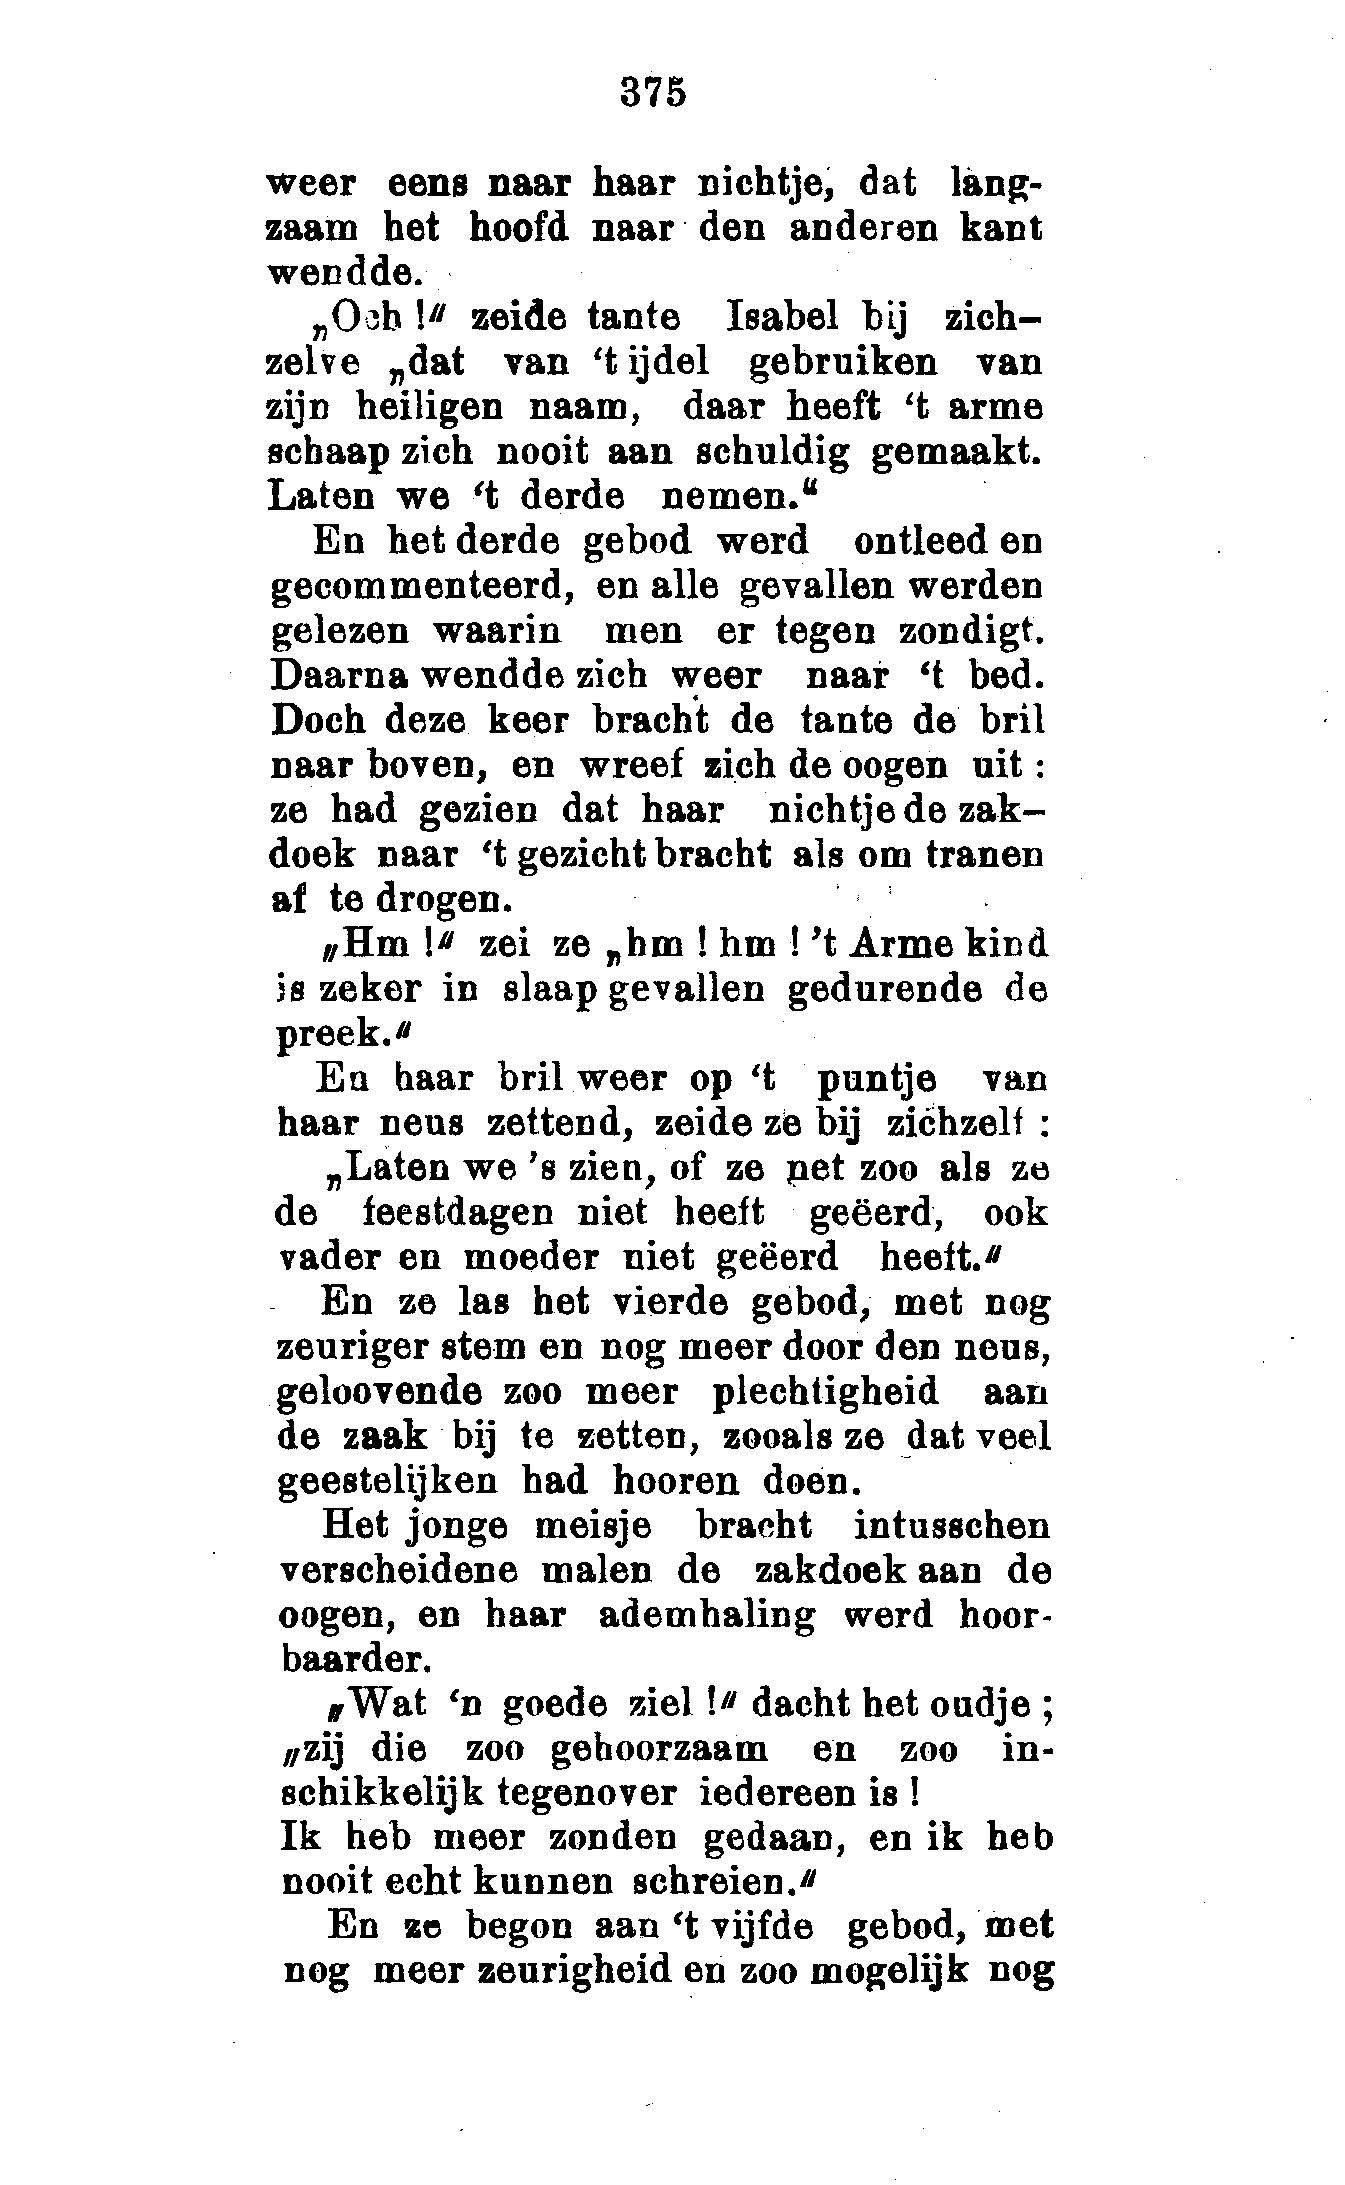 375
weer eens naar haar nichtje, dat lang-
zaam het hoofd naar den anderen kant
wendde.
„Och !" zeide tante Isabel bij zich-
zelve „dat van ‘t ijdel gebruiken van
zijn heiligen naam, daar heeft ‘t arme
schaap zich nooit aan schuldig gemaakt.
Laten we ‘t derde nemen.“
En het derde gebod werd ontleed en
gecommenteerd, en alle gevallen werden
gelezen waarin men er tegen zondigt.
Daarna wendde zich weer naar ‘t bed.
Doch deze keer bracht de tante de bril
naar boven, en wreef zich de oogen uit :
ze had gezien dat haar nichtje de zak-
doek naar ‘t gezicht bracht als om tranen
af te drogen.
„Hm !" zei ze „hm ! hm ! ’t Arme kind
is zeker in slaap gevallen gedurende de
preek."
En haar bril weer op ‘t puntje van
haar neus zettend, zeide ze bij zichzelf :
„Laten we ’s zien, of ze net zoo als ze
de feestdagen niet heeft geëerd, ook
vader en moeder niet geëerd heeft."
En ze las het vierde gebod, met nog
zeuriger stem en nog meer door den neus,
geloovende zoo meer plechtigheid aan
de zaak bij te zetten, zooals ze dat veel
geestelijken had hooren doen.
Het jonge meisje bracht intusschen
verscheidene malen de zakdoek aan de
oogen, en haar ademhaling werd hoor-
baarder.
„Wat ‘n goede ziel !" dacht het oudje ;
„zij die zoo gehoorzaam en zoo in-
schikkelijk tegenover iedereen is !
Ik heb meer zonden gedaan, en ik heb
nooit echt kunnen schreien."
En ze begon aan ‘t vijfde gebod, met
nog meer zeurigheid en zoo mogelijk nog